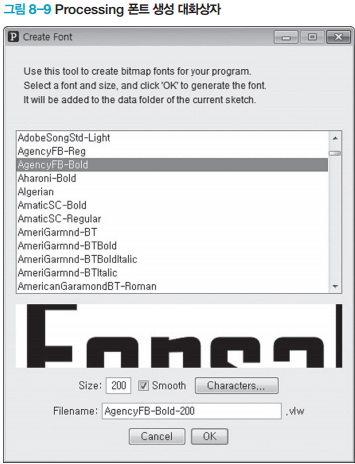 그림 8-9 Processing 폰트 생성 대화상자
P Create Font
Use this tool to create bitmap fonts for your program.
Select a font and size, and click 'OK' to generate the font.
It will be added to the data folder of the current sketch.
AdobeSongStd-Light
AgencyFB-Reg
AgencyFB-Bold
Aharoni-Bold
Algerian
AmaticSC-Bold
AmaticSC-Regular
AmeriGarmnd-BT
AmeriGarmnd-BTBold
AmeriGarmnd-BTBoldItalic
AmeriGarmnd-BTItalic
AmericanGaramondBT-Roman
Forsa
Size: 200 Smooth Characters...
Filename: AgencyFB-Bold-200 .vlw
Cancel OK